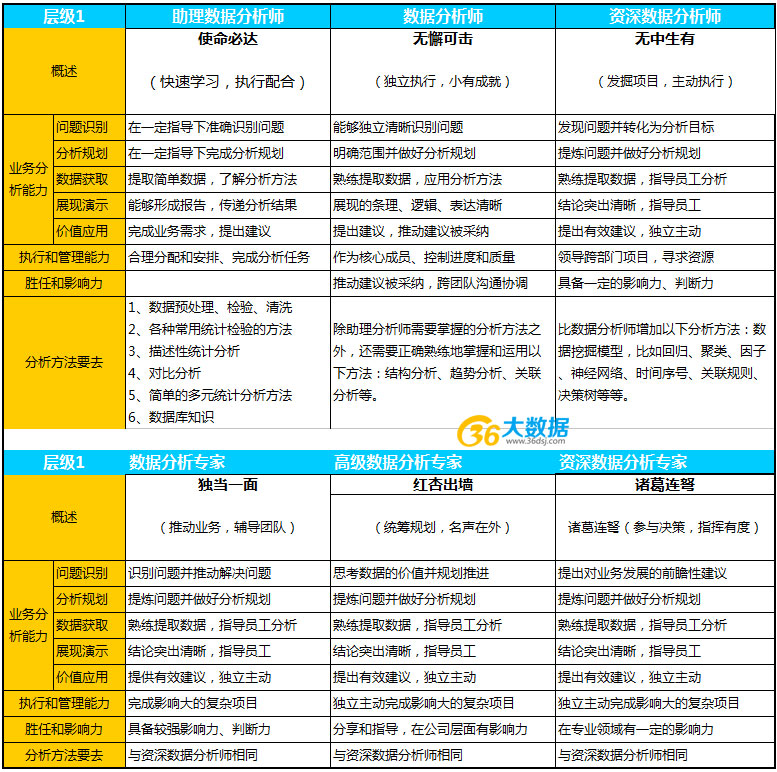 层级1 助理数据分析师 数据分析师 资深数据分析师
概述 使命必达 无懈可击 无中生有
（快速学习，执行配合） （独立执行，小有成就） （发掘项目，主动执行）
业务分析能力
问题识别 在一定指导下准确识别问题 能够独立清晰识别问题 发现问题并转化为分析目标
分析规划 在一定指导下完成分析规划 明确范围并做好分析规划 提炼问题并做好分析规划
数据获取 提取简单数据，了解分析方法 熟练提取数据，应用分析方法 熟练提取数据，指导员工分析
展现演示 能够形成报告，传递分析结果 展现的条理、逻辑、表达清晰 结论突出清晰，指导员工
价值应用 完成业务需求，提出建议 提出建议，推动建议被采纳 提出有效建议，独立主动
执行和管理能力 合理分配和安排、完成分析任务 作为核心成员、控制进度和质量 领导跨部门项目，寻求资源
胜任和影响力 推动建议被采纳，跨团队沟通协调 具备一定的影响力、判断力
分析方法要去
1、数据预处理、检验、清洗
2、各种常用统计检验的方法
3、描述性统计分析
4、对比分析
5、简单的多元统计分析方法
6、数据库知识
除助理分析师需要掌握的分析方法之
外，还需要正确熟练地掌握和运用以
下方法：结构分析、趋势分析、关联
分析等。
比数据分析师增加以下分析方法：数
据挖掘模型，比如回归、聚类、因子
、神经网络、时间序号、关联规则、
决策树等等。
36大数据
www.36dsj.com
层级1 数据分析专家 高级数据分析专家 资深数据分析专家
概述 独当一面 红杏出墙 诸葛连弩
（推动业务，辅导团队） （统筹规划，名声在外） 诸葛连弩（参与决策，指挥有度）
业务分析能力
问题识别 识别问题并推动解决问题 思考数据的价值并规划推进 提出对业务发展的前瞻性建议
分析规划 提炼问题并做好分析规划 提炼问题并做好分析规划 提炼问题并做好分析规划
数据获取 熟练提取数据，指导员工分析 熟练提取数据，指导员工分析 熟练提取数据，指导员工分析
展现演示 结论突出清晰，指导员工 结论突出清晰，指导员工 结论突出清晰，指导员工
价值应用 提供有效建议，独立主动 提出有效建议，独立主动 提出有效建议，独立主动
执行和管理能力 完成影响大的复杂项目 独立主动完成影响大的复杂项目 独立主动完成影响大的复杂项目
胜任和影响力 具备较强影响力、判断力 分享和指导，在公司层面有影响力 在专业领域有一定的影响力
分析方法要去 与资深数据分析师相同 与资深数据分析师相同 与资深数据分析师相同